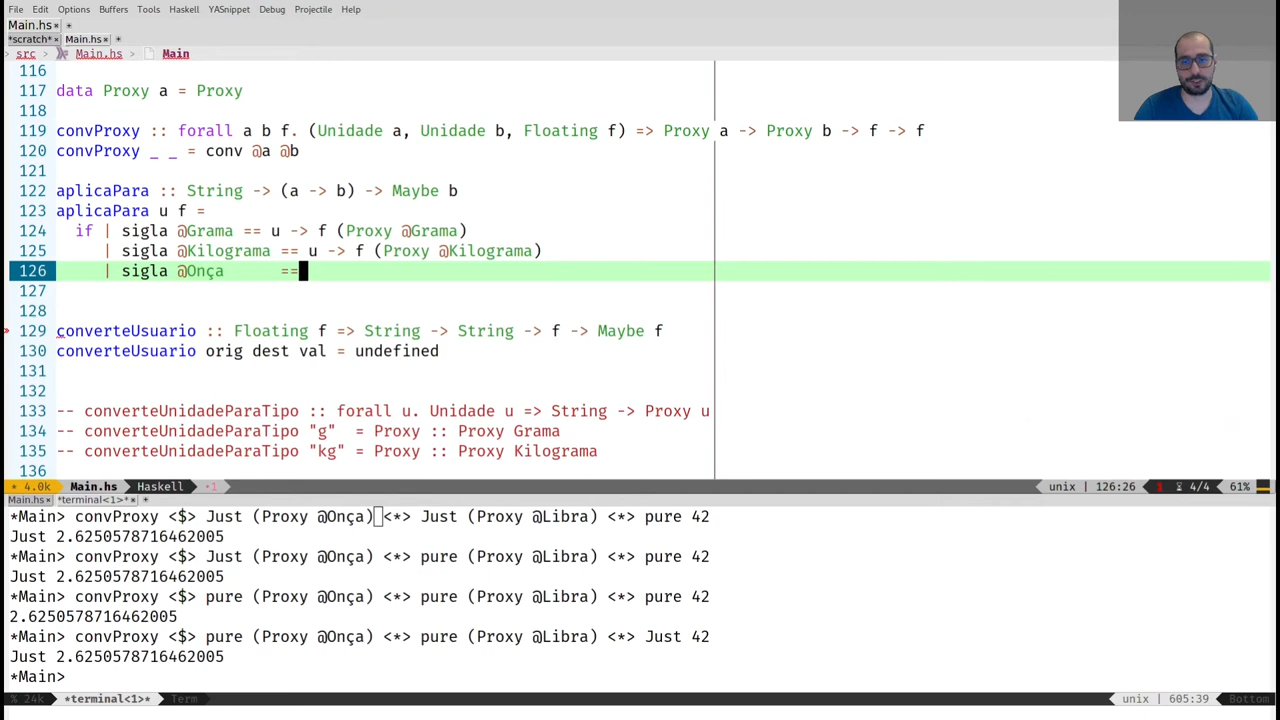 File Edit Options Buffers Tools Haskell YASnippet Debug Projectile Help
Main.hs× +
*scratch*× Main.hs× +
> src > Main.hs > Main
116
117 data Proxy a = Proxy
118
119 convProxy :: forall a b f. (Unidade a, Unidade b, Floating f) => Proxy a -> Proxy b -> f -> f
120 convProxy _ _ = conv @a @b
121
122 aplicaPara :: String -> (a -> b) -> Maybe b
123 aplicaPara u f =
124 if | sigla @Grama == u -> f (Proxy @Grama)
125 | sigla @Kilograma == u -> f (Proxy @Kilograma)
126 | sigla @Onça ==
127
128
» 129 converteUsuario :: Floating f => String -> String -> f -> Maybe f
130 converteUsuario orig dest val = undefined
131
132
133 -- converteUnidadeParaTipo :: forall u. Unidade u => String -> Proxy u
134 -- converteUnidadeParaTipo "g" = Proxy :: Proxy Grama
135 -- converteUnidadeParaTipo "kg" = Proxy :: Proxy Kilograma
136
* 4.0k Main.hs Haskell •1 unix | 126:26 4/4 61%
Main.hs× *terminal<1>*× +
*Main> convProxy <$> Just (Proxy @Onça) <*> Just (Proxy @Libra) <*> pure 42
Just 2.6250578716462005
*Main> convProxy <$> Just (Proxy @Onça) <*> pure (Proxy @Libra) <*> pure 42
Just 2.6250578716462005
*Main> convProxy <$> pure (Proxy @Onça) <*> pure (Proxy @Libra) <*> pure 42
2.6250578716462005
*Main> convProxy <$> pure (Proxy @Onça) <*> pure (Proxy @Libra) <*> Just 42
Just 2.6250578716462005
*Main>
% 24k *terminal<1>* Term unix | 605:39 Bottom